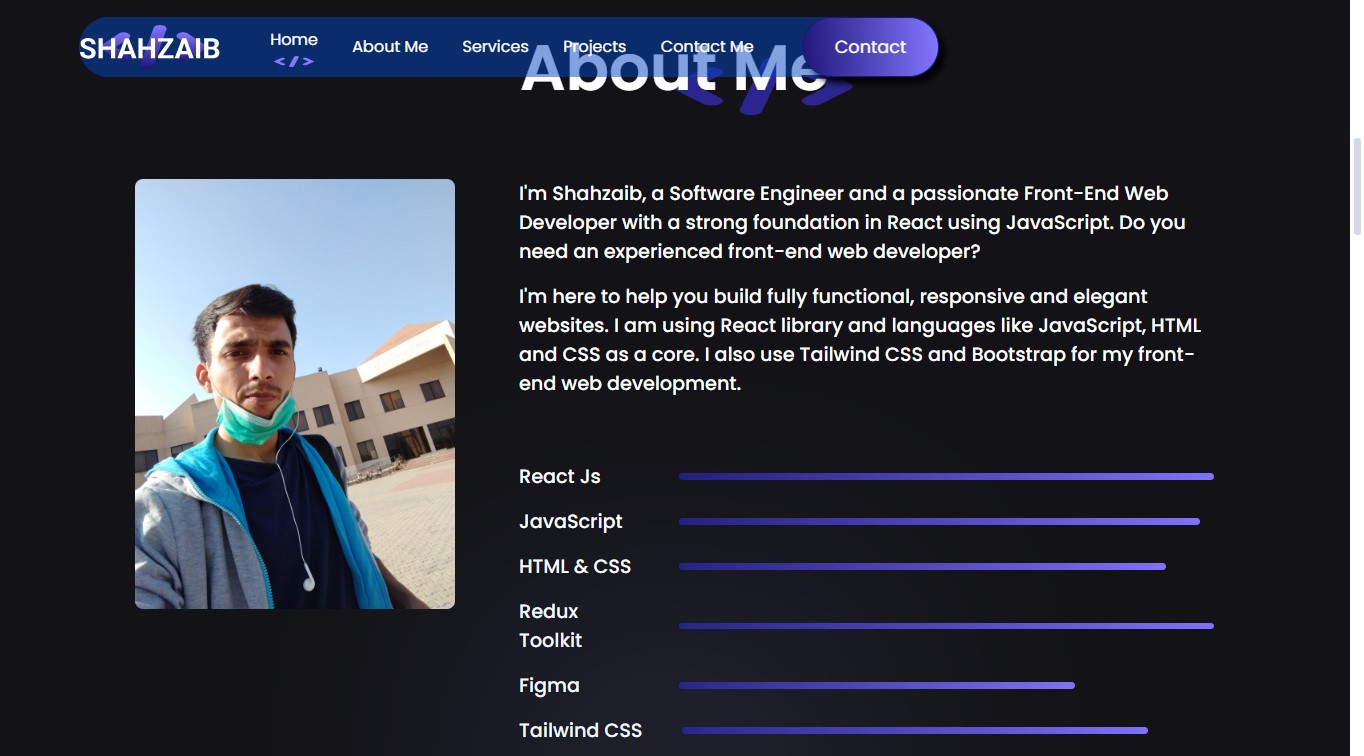 SHAHZAIB
Home
About Me
Services
Projects
Contact Me
Contact
</>
About Me
</>
I'm Shahzaib, a Software Engineer and a passionate Front-End Web
Developer with a strong foundation in React using JavaScript. Do you
need an experienced front-end web developer?
I'm here to help you build fully functional, responsive and elegant
websites. I am using React library and languages like JavaScript, HTML
and CSS as a core. I also use Tailwind CSS and Bootstrap for my front-
end web development.
React Js
JavaScript
HTML & CSS
Redux
Toolkit
Figma
Tailwind CSS